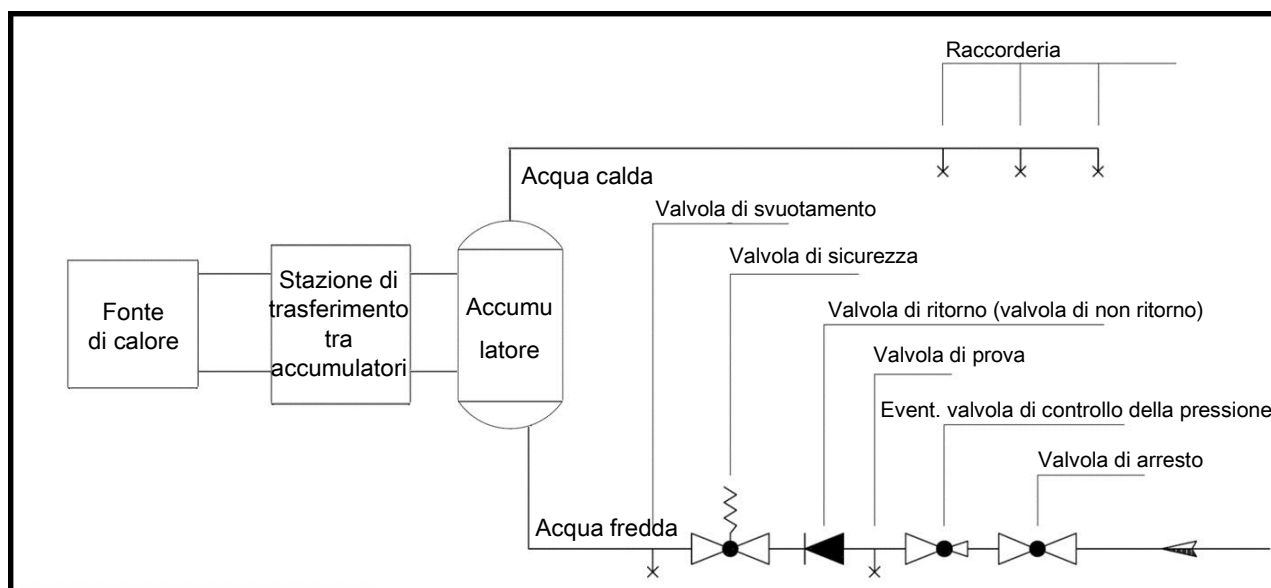 Raccorderia
Acqua calda
Valvola di svuotamento
Valvola di sicurezza
Fonte
di calore
Stazione di
trasferimento
tra
accumulatori
Accumu
latore
Valvola di ritorno (valvola di non ritorno)
Valvola di prova
Event. valvola di controllo della pressione
Valvola di arresto
Acqua fredda